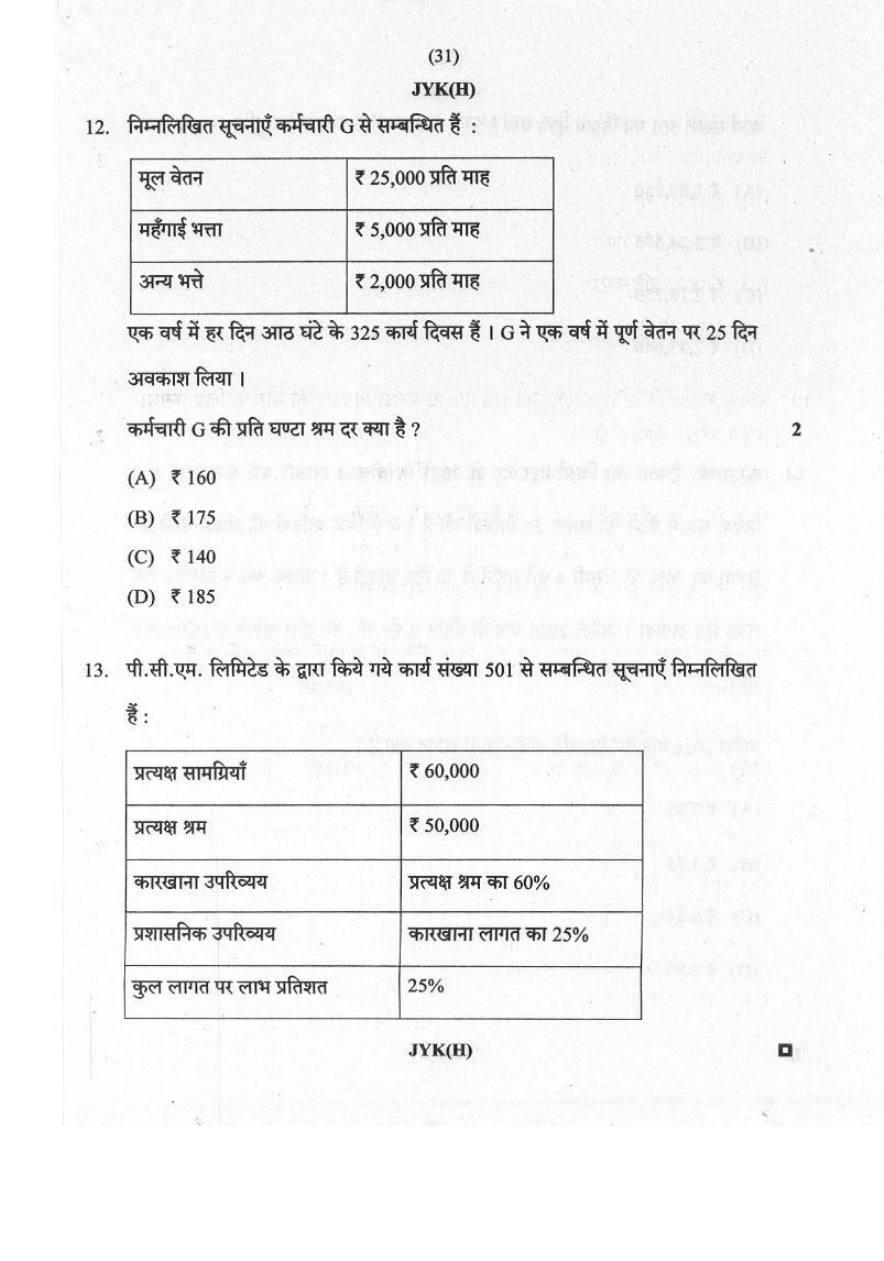 (31)
JYK(H)
12. निम्नलिखित सूचनाएँ कर्मचारी G से सम्बन्धित हैं :
मूल वेतन ₹ 25,000 प्रति माह
महँगाई भत्ता ₹ 5,000 प्रति माह
अन्य भत्ते ₹ 2,000 प्रति माह
एक वर्ष में हर दिन आठ घंटे के 325 कार्य दिवस हैं । G ने एक वर्ष में पूर्ण वेतन पर 25 दिन
अवकाश लिया ।
कर्मचारी G की प्रति घण्टा श्रम दर क्या है ? 2
(A) ₹ 160
(B) ₹ 175
(C) ₹ 140
(D) ₹ 185
13. पी.सी.एम. लिमिटेड के द्वारा किये गये कार्य संख्या 501 से सम्बन्धित सूचनाएँ निम्नलिखित
हैं :
प्रत्यक्ष सामग्रियाँ ₹ 60,000
प्रत्यक्ष श्रम ₹ 50,000
कारखाना उपरिव्यय प्रत्यक्ष श्रम का 60%
प्रशासनिक उपरिव्यय कारखाना लागत का 25%
कुल लागत पर लाभ प्रतिशत 25%
JYK(H)